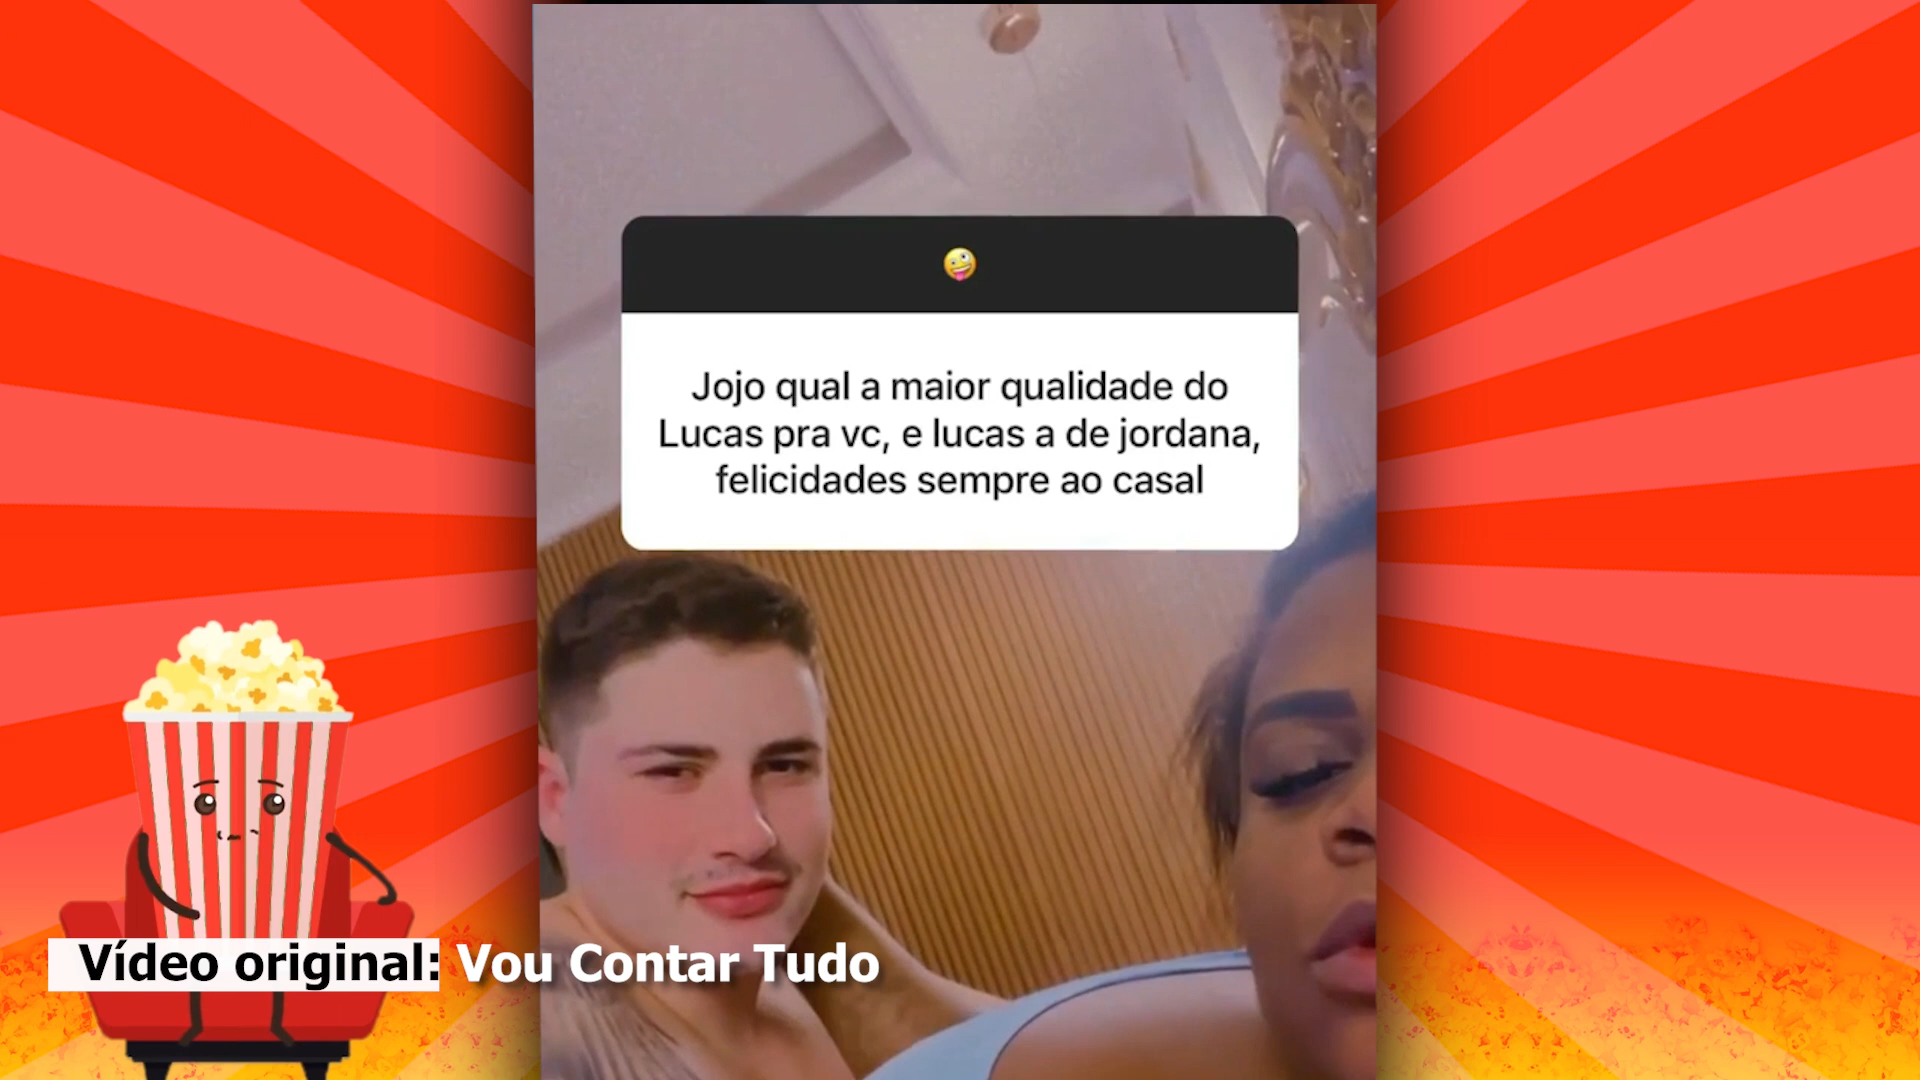 🤪
Jojo qual a maior qualidade do
Lucas pra vc, e lucas a de jordana,
felicidades sempre ao casal
Vídeo original: Vou Contar Tudo